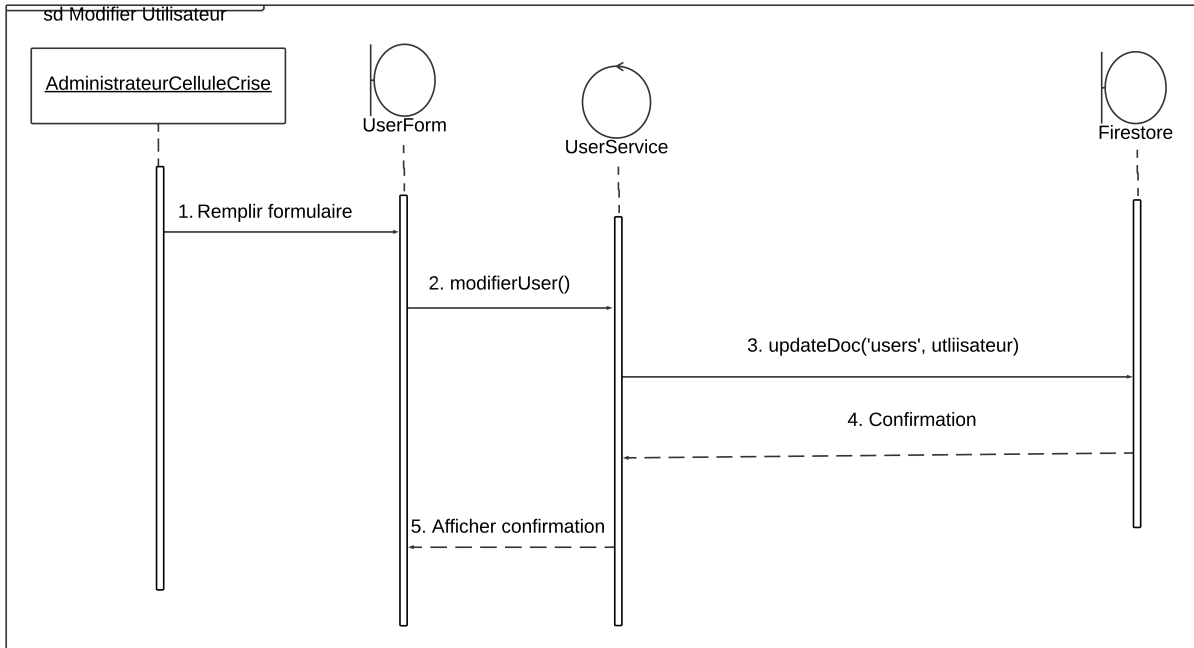 sd Modifier Utilisateur
AdministrateurCelluleCrise
UserForm
UserService
Firestore
1. Remplir formulaire
2. modifierUser()
3. updateDoc('users', utliisateur)
4. Confirmation
5. Afficher confirmation